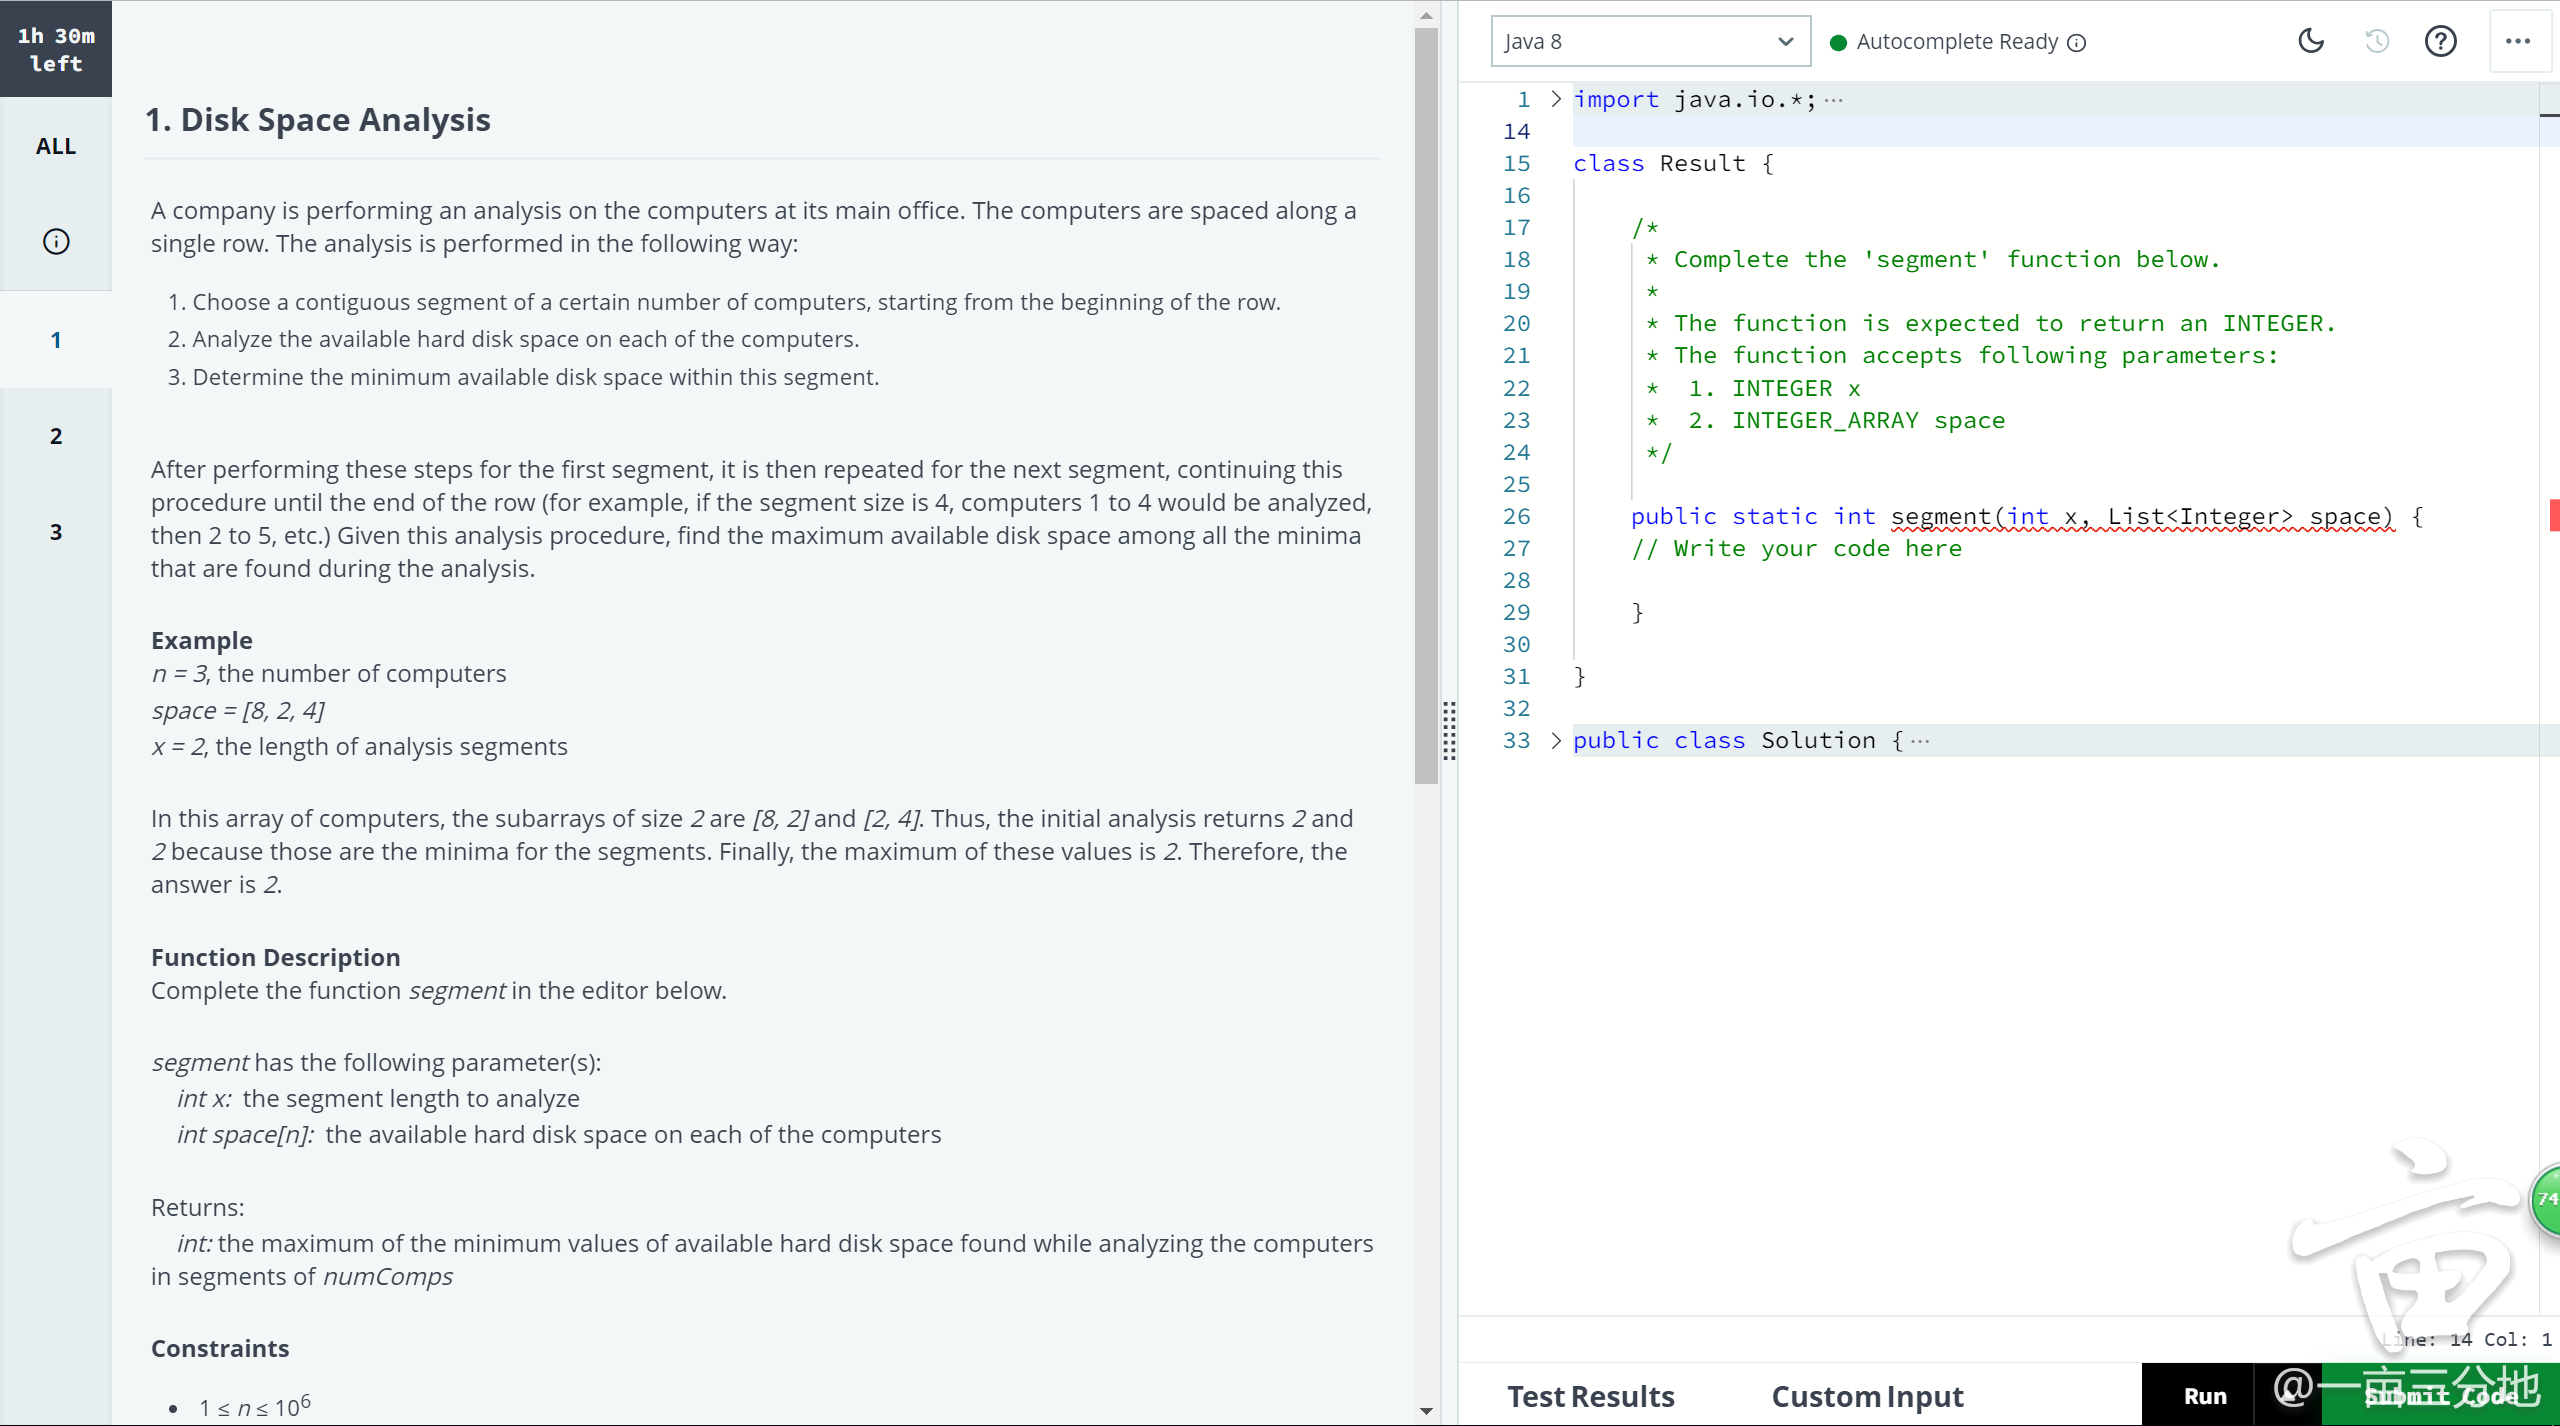 1h 30m
left
ALL
1
2
3
1. Disk Space Analysis
A company is performing an analysis on the computers at its main office. The computers are spaced along a
single row. The analysis is performed in the following way:
1. Choose a contiguous segment of a certain number of computers, starting from the beginning of the row.
2. Analyze the available hard disk space on each of the computers.
3. Determine the minimum available disk space within this segment.
After performing these steps for the first segment, it is then repeated for the next segment, continuing this
procedure until the end of the row (for example, if the segment size is 4, computers 1 to 4 would be analyzed,
then 2 to 5, etc.) Given this analysis procedure, find the maximum available disk space among all the minima
that are found during the analysis.
Example
n = 3, the number of computers
space = [8, 2, 4]
x = 2, the length of analysis segments
In this array of computers, the subarrays of size 2 are [8, 2] and [2, 4]. Thus, the initial analysis returns 2 and
2 because those are the minima for the segments. Finally, the maximum of these values is 2. Therefore, the
answer is 2.
Function Description
Complete the function segment in the editor below.
segment has the following parameter(s):
int x: the segment length to analyze
int space[n]: the available hard disk space on each of the computers
Returns:
int: the maximum of the minimum values of available hard disk space found while analyzing the computers
in segments of numComps
Constraints
• 1 ≤ n ≤ 10⁶
Java 8
Autocomplete Ready
1 > import java.io.*; ...
14
15 class Result {
16
17 /*
18 * Complete the 'segment' function below.
19 *
20 * The function is expected to return an INTEGER.
21 * The function accepts following parameters:
22 * 1. INTEGER x
23 * 2. INTEGER_ARRAY space
24 */
25
26 public static int segment(int x, List<Integer> space) {
27 // Write your code here
28
29 }
30
31 }
32
33 > public class Solution { ...
74
亩
Line: 14 Col: 1
Test Results
Custom Input
Run
Submit Code
@一亩三分地